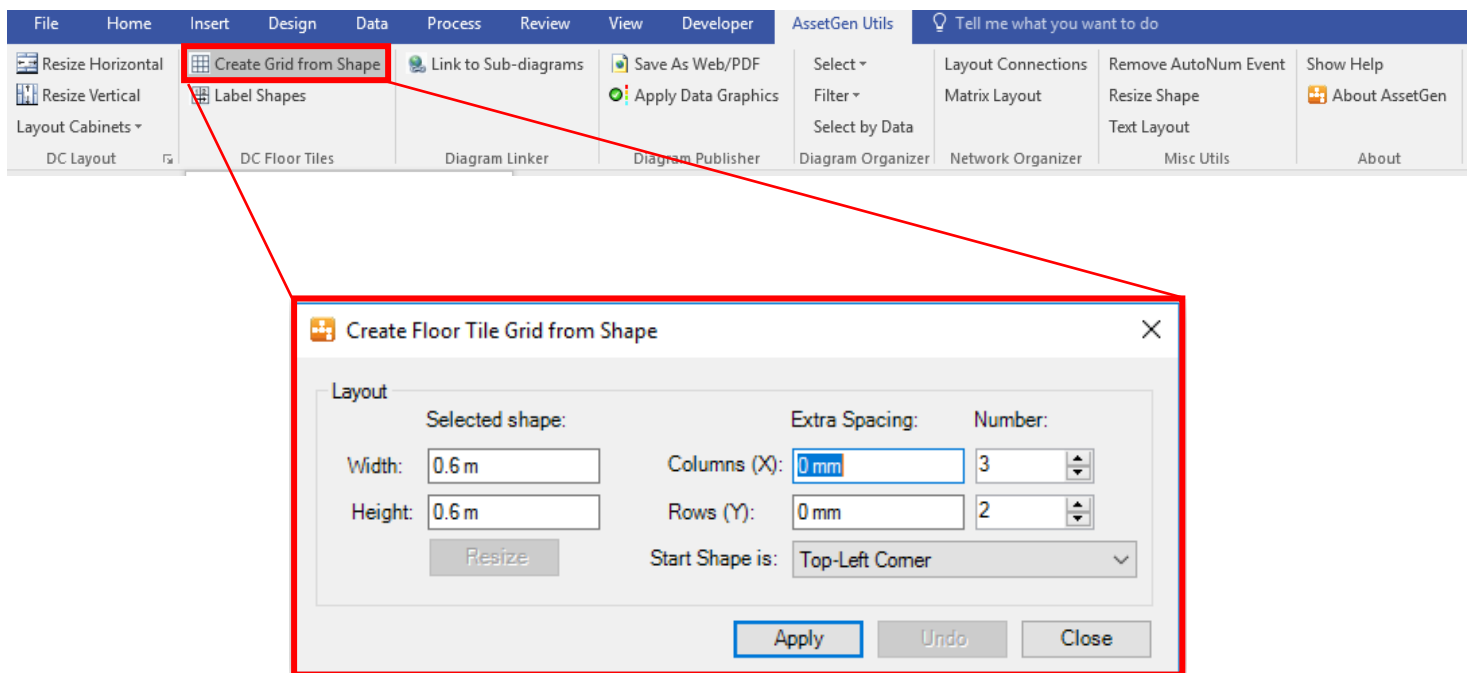 File Home Insert Design Data Process Review View Developer AssetGen Utils Tell me what you want to do
Resize Horizontal Create Grid from Shape Link to Sub-diagrams Save As Web/PDF Select Layout Connections Remove AutoNum Event Show Help
Resize Vertical Label Shapes Apply Data Graphics Filter Matrix Layout Resize Shape About AssetGen
Layout Cabinets Select by Data Text Layout
DC Layout DC Floor Tiles Diagram Linker Diagram Publisher Diagram Organizer Network Organizer Misc Utils About
Create Floor Tile Grid from Shape
Layout
Selected shape: Extra Spacing: Number:
Width: 0.6 m Columns (X): 0 mm 3
Height: 0.6 m Rows (Y): 0 mm 2
Resize Start Shape is: Top-Left Corner
Apply Undo Close